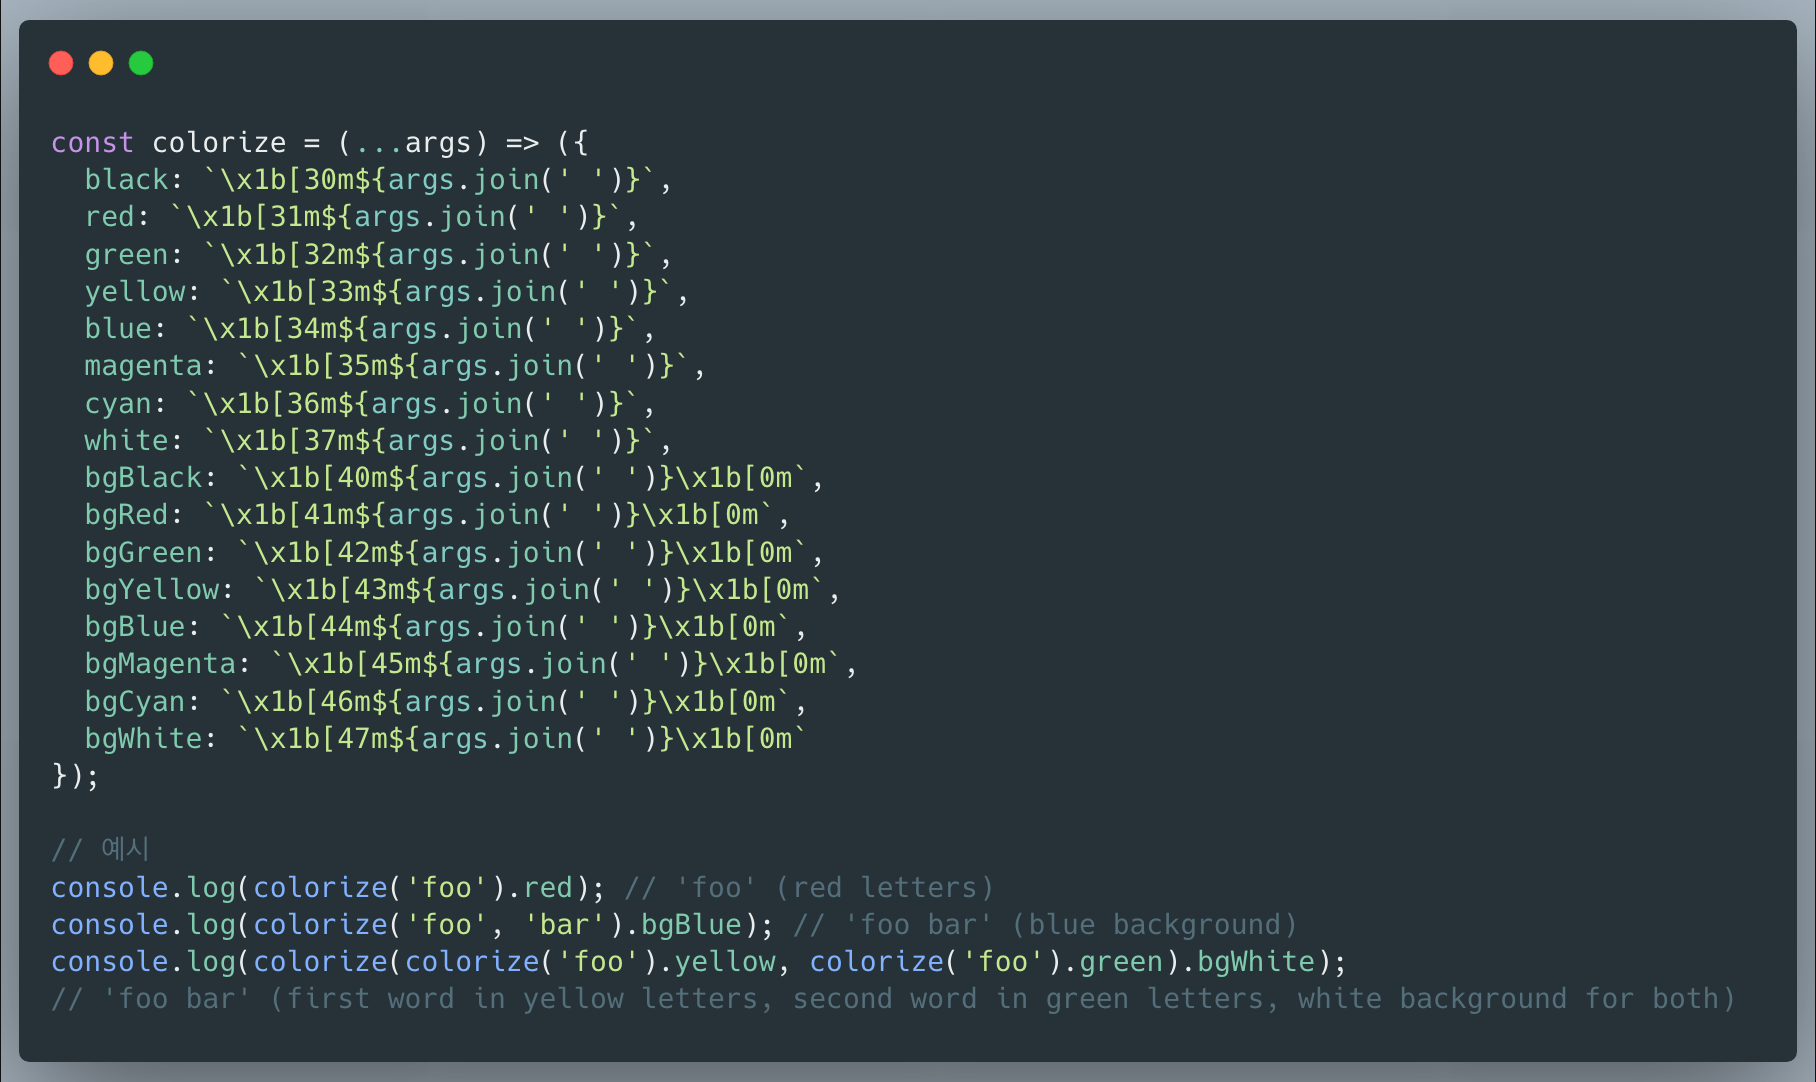 const colorize = (...args) => ({
  black: `\x1b[30m${args.join(' ')}`,
  red: `\x1b[31m${args.join(' ')}`,
  green: `\x1b[32m${args.join(' ')}`,
  yellow: `\x1b[33m${args.join(' ')}`,
  blue: `\x1b[34m${args.join(' ')}`,
  magenta: `\x1b[35m${args.join(' ')}`,
  cyan: `\x1b[36m${args.join(' ')}`,
  white: `\x1b[37m${args.join(' ')}`,
  bgBlack: `\x1b[40m${args.join(' ')}\x1b[0m`,
  bgRed: `\x1b[41m${args.join(' ')}\x1b[0m`,
  bgGreen: `\x1b[42m${args.join(' ')}\x1b[0m`,
  bgYellow: `\x1b[43m${args.join(' ')}\x1b[0m`,
  bgBlue: `\x1b[44m${args.join(' ')}\x1b[0m`,
  bgMagenta: `\x1b[45m${args.join(' ')}\x1b[0m`,
  bgCyan: `\x1b[46m${args.join(' ')}\x1b[0m`,
  bgWhite: `\x1b[47m${args.join(' ')}\x1b[0m`
});
// 예시
console.log(colorize('foo').red); // 'foo' (red letters)
console.log(colorize('foo', 'bar').bgBlue); // 'foo bar' (blue background)
console.log(colorize(colorize('foo').yellow, colorize('foo').green).bgWhite);
// 'foo bar' (first word in yellow letters, second word in green letters, white background for both)